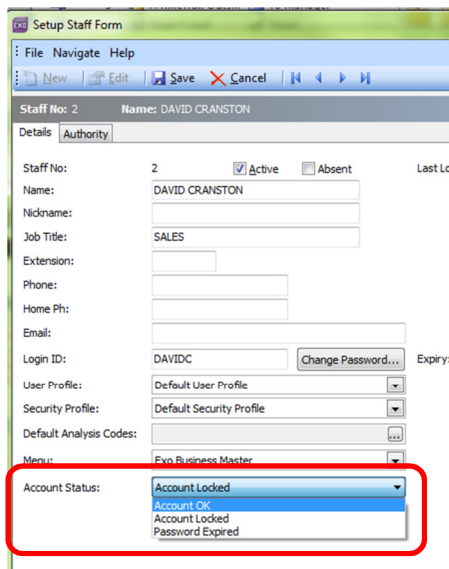 EXO Setup Staff Form
File Navigate Help
New Edit Save Cancel
Staff No: 2 Name: DAVID CRANSTON
Details Authority
Staff No: 2 Active Absent Last Lo
Name: DAVID CRANSTON
Nickname:
Job Title: SALES
Extension:
Phone:
Home Ph:
Email:
Login ID: DAVIDC Change Password... Expiry:
User Profile: Default User Profile
Security Profile: Default Security Profile
Default Analysis Codes: ...
Menu: Exo Business Master
Account Status: Account Locked
Account OK
Account Locked
Password Expired